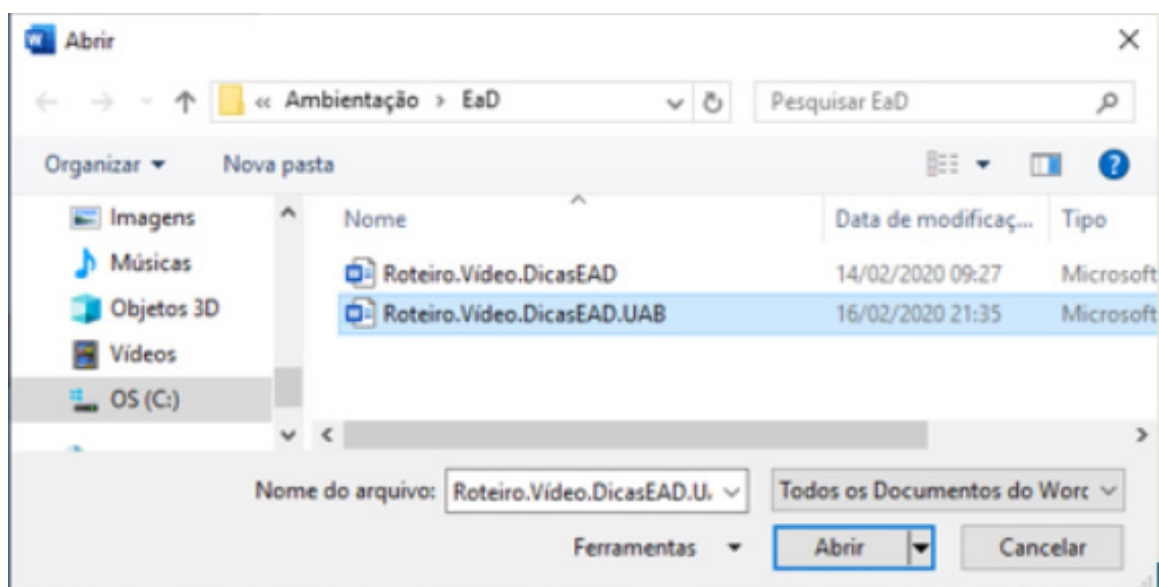 Abrir
« Ambientação > EaD
Pesquisar EaD
Organizar
Nova pasta
Imagens
Músicas
Objetos 3D
Vídeos
OS (C:)
Nome
Data de modificaç...
Tipo
Roteiro.Vídeo.DicasEAD
14/02/2020 09:27
Microsoft
Roteiro.Vídeo.DicasEAD.UAB
16/02/2020 21:35
Microsoft
Nome do arquivo:
Roteiro.Vídeo.DicasEAD.U
Todos os Documentos do Worc
Ferramentas
Abrir
Cancelar